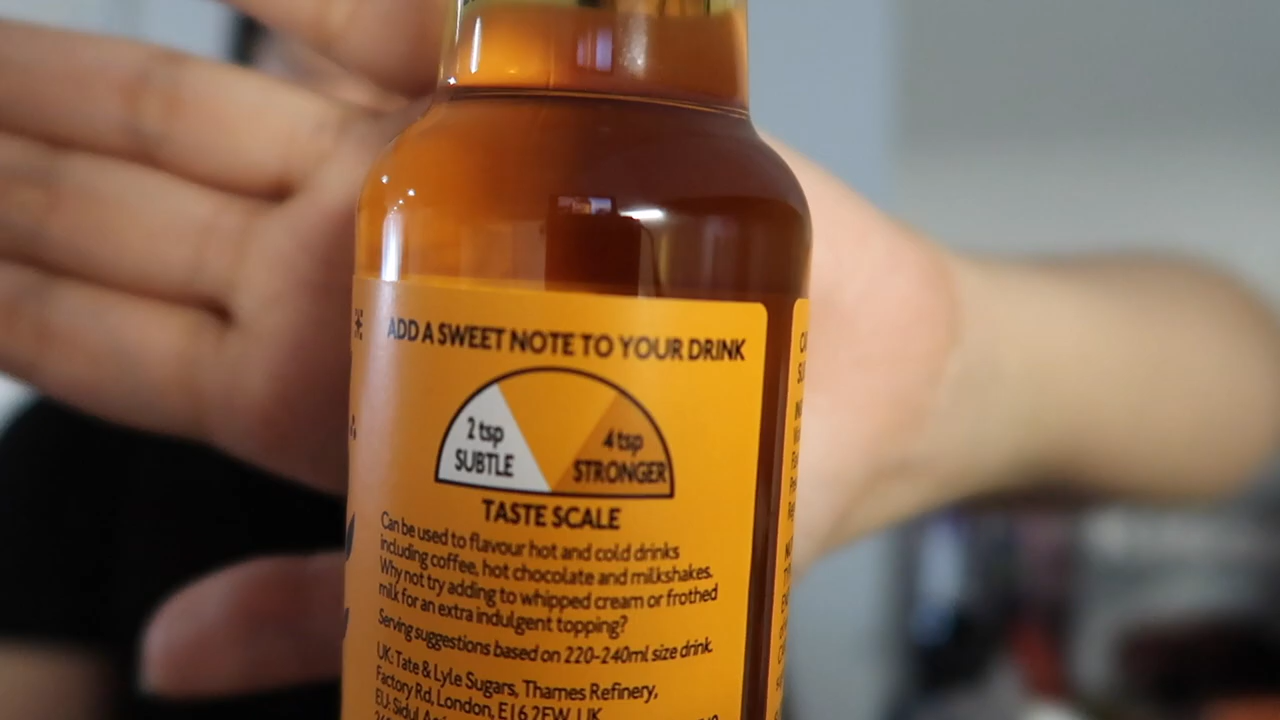 ADD A SWEET NOTE TO YOUR DRINK
2 tsp
SUBTLE
4 tsp
STRONGER
TASTE SCALE
Can be used to flavour hot and cold drinks
including coffee, hot chocolate and milkshakes.
Why not try adding to whipped cream or frothed
milk for an extra indulgent topping?
Serving suggestions based on 220-240ml size drink.
UK: Tate & Lyle Sugars, Thames Refinery,
Factory Rd, London, E16 2EW, UK
EU: Sidul